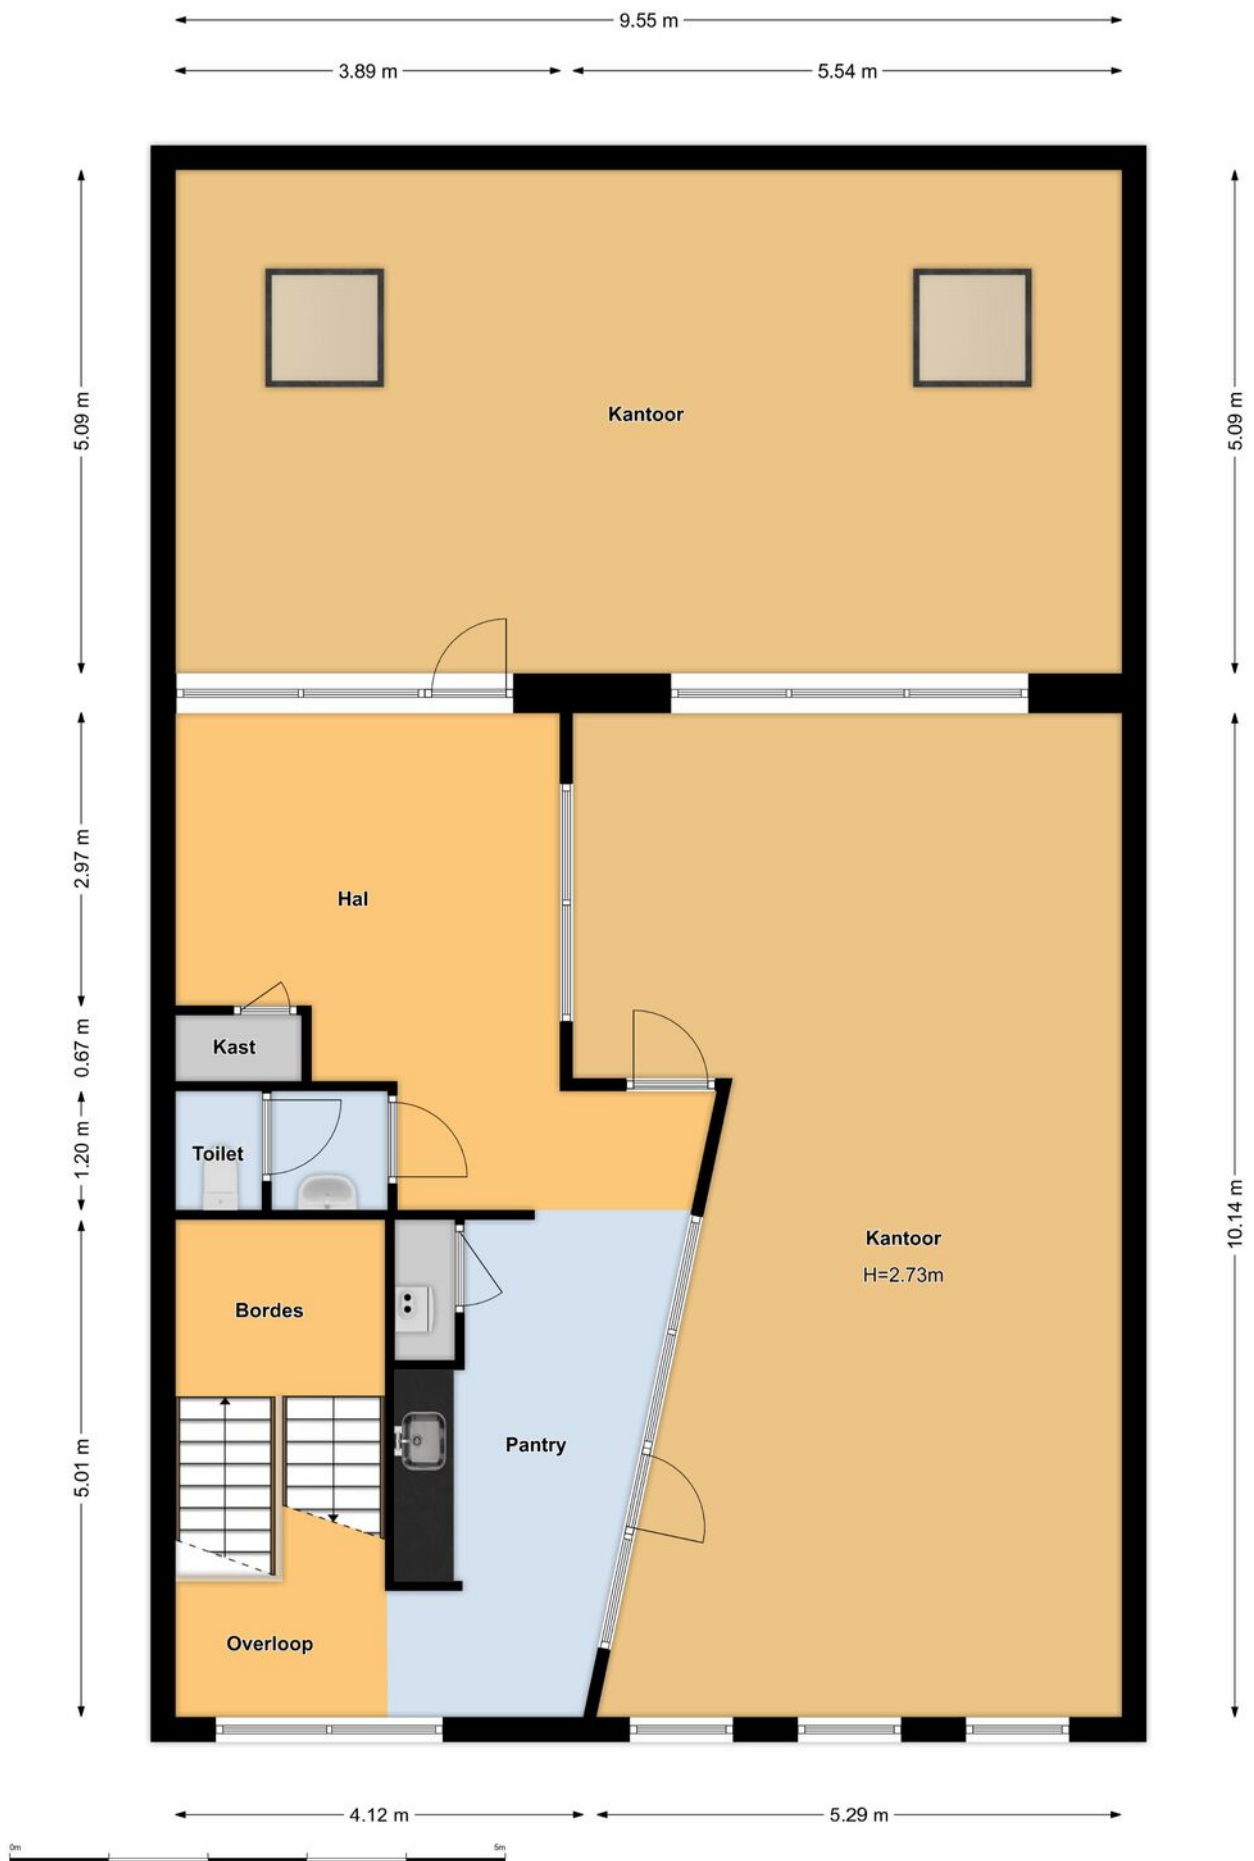 9.55 m
3.89 m
5.54 m
5.09 m
Kantoor
5.09 m
2.97 m
Hal
0.67 m
Kast
1.20 m
Toilet
10.14 m
Kantoor
H=2.73m
Bordes
5.01 m
Pantry
Overloop
4.12 m
5.29 m
0m
5m